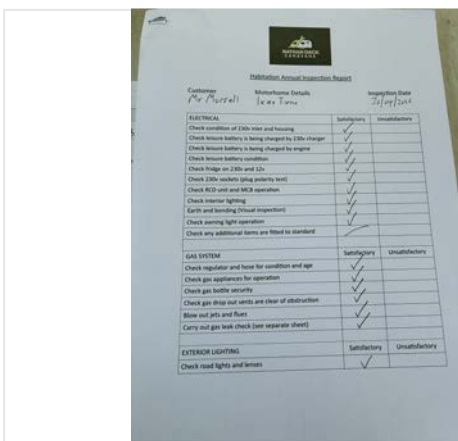 CARAVANS
Habitation Annual Inspection Report
Customer Motorhome Details Inspection Date
Mr
ELECTRICAL Satisfactory Unsatisfactory
Check condition of 230v inlet and housing
Check leisure battery is being charged by 230v charger
Check leisure battery is being charged by engine
Check leisure battery condition
Check fridge on 230v and 12v
Check 230v sockets (plug polarity test)
Check RCD unit and MCB operation
Check interior lighting
Earth and bonding (Visual inspection)
Check awning light operation
Check any additional items are fitted to standard
GAS SYSTEM Satisfactory Unsatisfactory
Check regulator and hose for condition and age
Check gas appliances for operation
Check gas bottle security
Check gas drop out vents are clear of obstruction
Blow out jets and flues
Carry out gas leak check (see separate sheet)
EXTERIOR LIGHTING Satisfactory Unsatisfactory
Check road lights and lenses